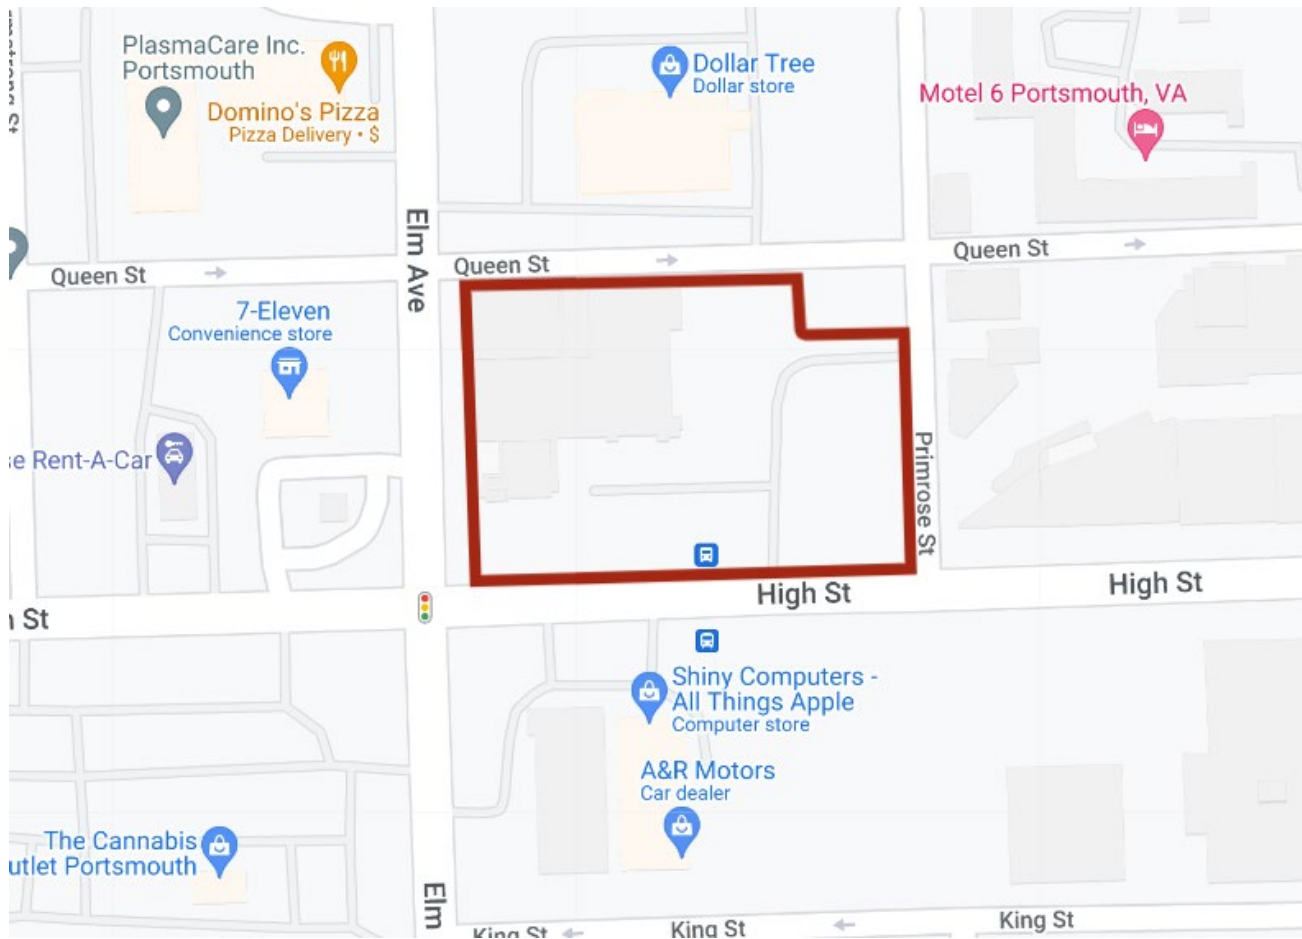 PlasmaCare Inc.
Portsmouth
Domino's Pizza
Pizza Delivery • $
Dollar Tree
Dollar store
Motel 6 Portsmouth, VA
Elm Ave
Queen St
Queen St
Queen St
7-Eleven
Convenience store
se Rent-A-Car
Primrose St
High St
High St
St
Shiny Computers -
All Things Apple
Computer store
A&R Motors
Car dealer
The Cannabis
utlet Portsmouth
Elm
King St
King St
King St